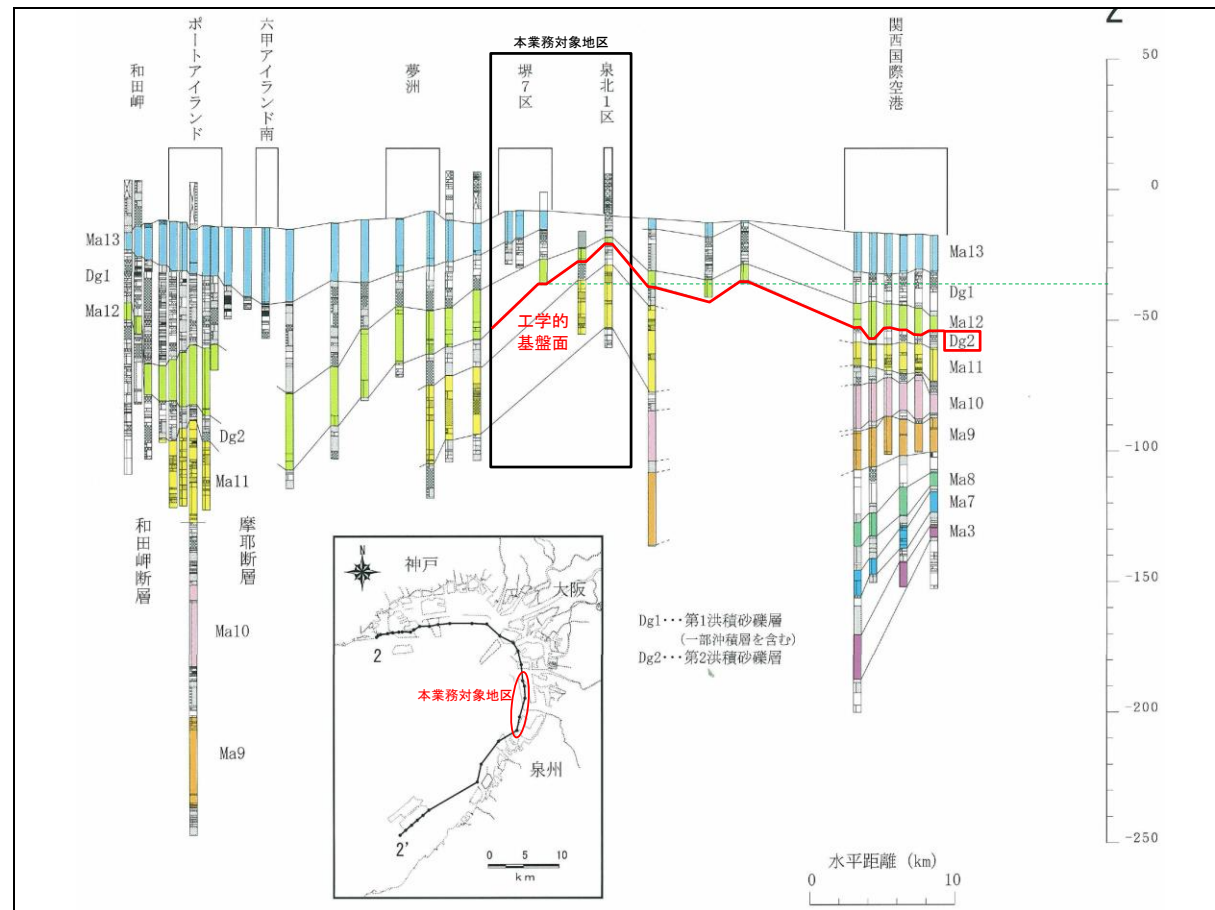 2
本業務対象地区
和田岬
ポートアイランド
六甲アイランド南
夢洲
堺7区
泉北1区
関西国際空港
50
0
-50
-100
-150
-200
-250
Ma13
Dg1
Ma12
Dg2
Ma11
Ma10
Ma9
和田岬断層
摩耶断層
工学的
基盤面
Ma13
Dg1
Ma12
Dg2
Ma11
Ma10
Ma9
Ma8
Ma7
Ma3
N
神戸
大阪
2
本業務対象地区
泉州
2'
0 5 10
km
Dg1・・・第1洪積砂礫層
(一部沖積層を含む)
Dg2・・・第2洪積砂礫層
水平距離 (km)
0 10